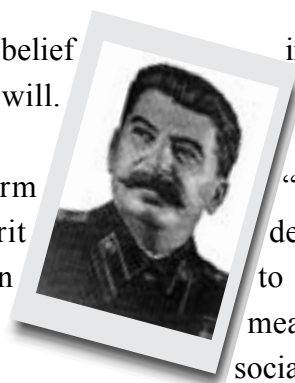 belief
will.
rm “
rit de
n to
mea
socia